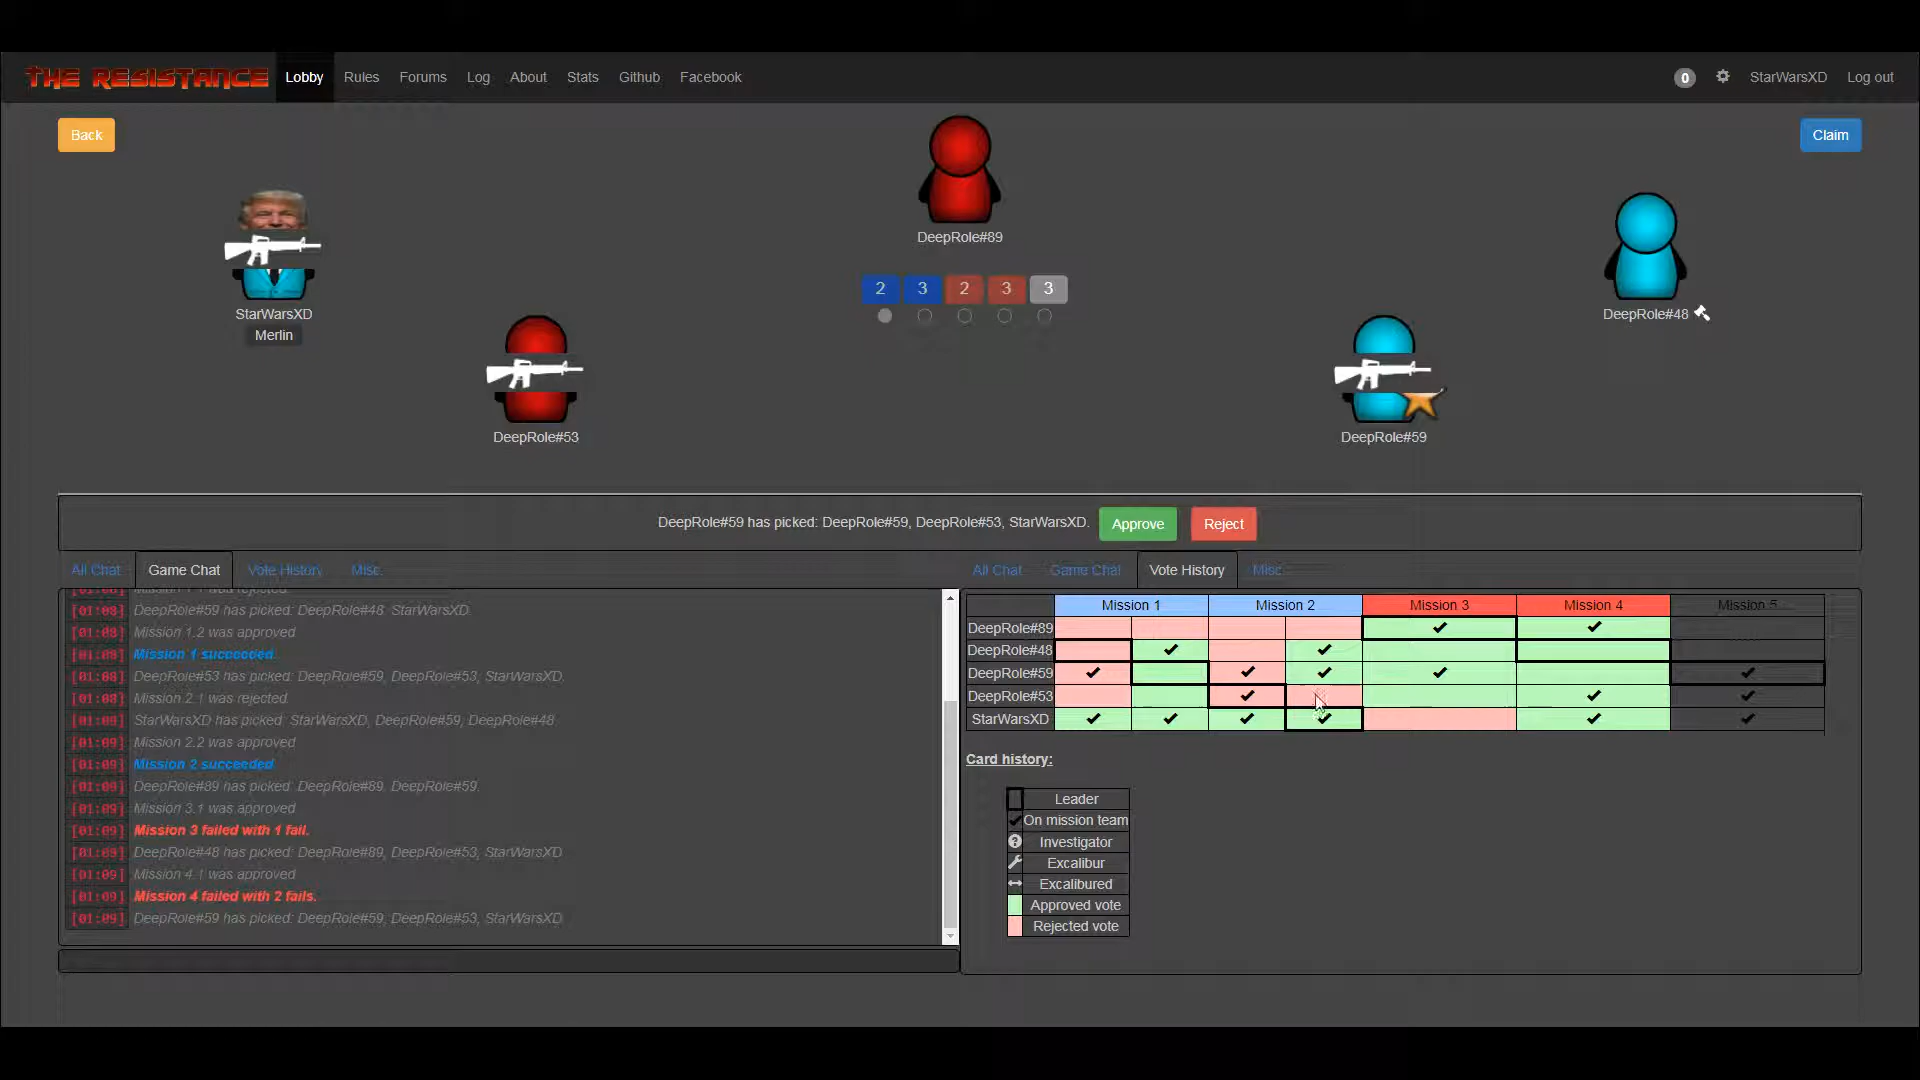 THE RESISTANCE Lobby Rules Forums Log About Stats Github Facebook 0 StarWarsXD Log out
Back
Claim
DeepRole#89
StarWarsXD
Merlin
DeepRole#48
2 3 2 3 3
DeepRole#53
DeepRole#59
DeepRole#59 has picked: DeepRole#59, DeepRole#53, StarWarsXD. Approve Reject
All Chat Game Chat Vote History Misc.
[01:08] Mission 1.1 was rejected.
[01:08] DeepRole#59 has picked: DeepRole#48, StarWarsXD.
[01:08] Mission 1.2 was approved
[01:08] Mission 1 succeeded.
[01:08] DeepRole#53 has picked: DeepRole#59, DeepRole#53, StarWarsXD.
[01:08] Mission 2.1 was rejected.
[01:09] StarWarsXD has picked: StarWarsXD, DeepRole#59, DeepRole#48
[01:09] Mission 2.2 was approved
[01:09] Mission 2 succeeded.
[01:09] DeepRole#89 has picked: DeepRole#89, DeepRole#59.
[01:09] Mission 3.1 was approved
[01:09] Mission 3 failed with 1 fail.
[01:09] DeepRole#48 has picked: DeepRole#89, DeepRole#53, StarWarsXD
[01:09] Mission 4.1 was approved
[01:09] Mission 4 failed with 2 fails.
[01:09] DeepRole#59 has picked: DeepRole#59, DeepRole#53, StarWarsXD
All Chat Game Chat Vote History Misc.
Mission 1 Mission 2 Mission 3 Mission 4 Mission 5
DeepRole#89
DeepRole#48
DeepRole#59
DeepRole#53
StarWarsXD
Card history:
Leader
On mission team
Investigator
Excalibur
Excalibured
Approved vote
Rejected vote